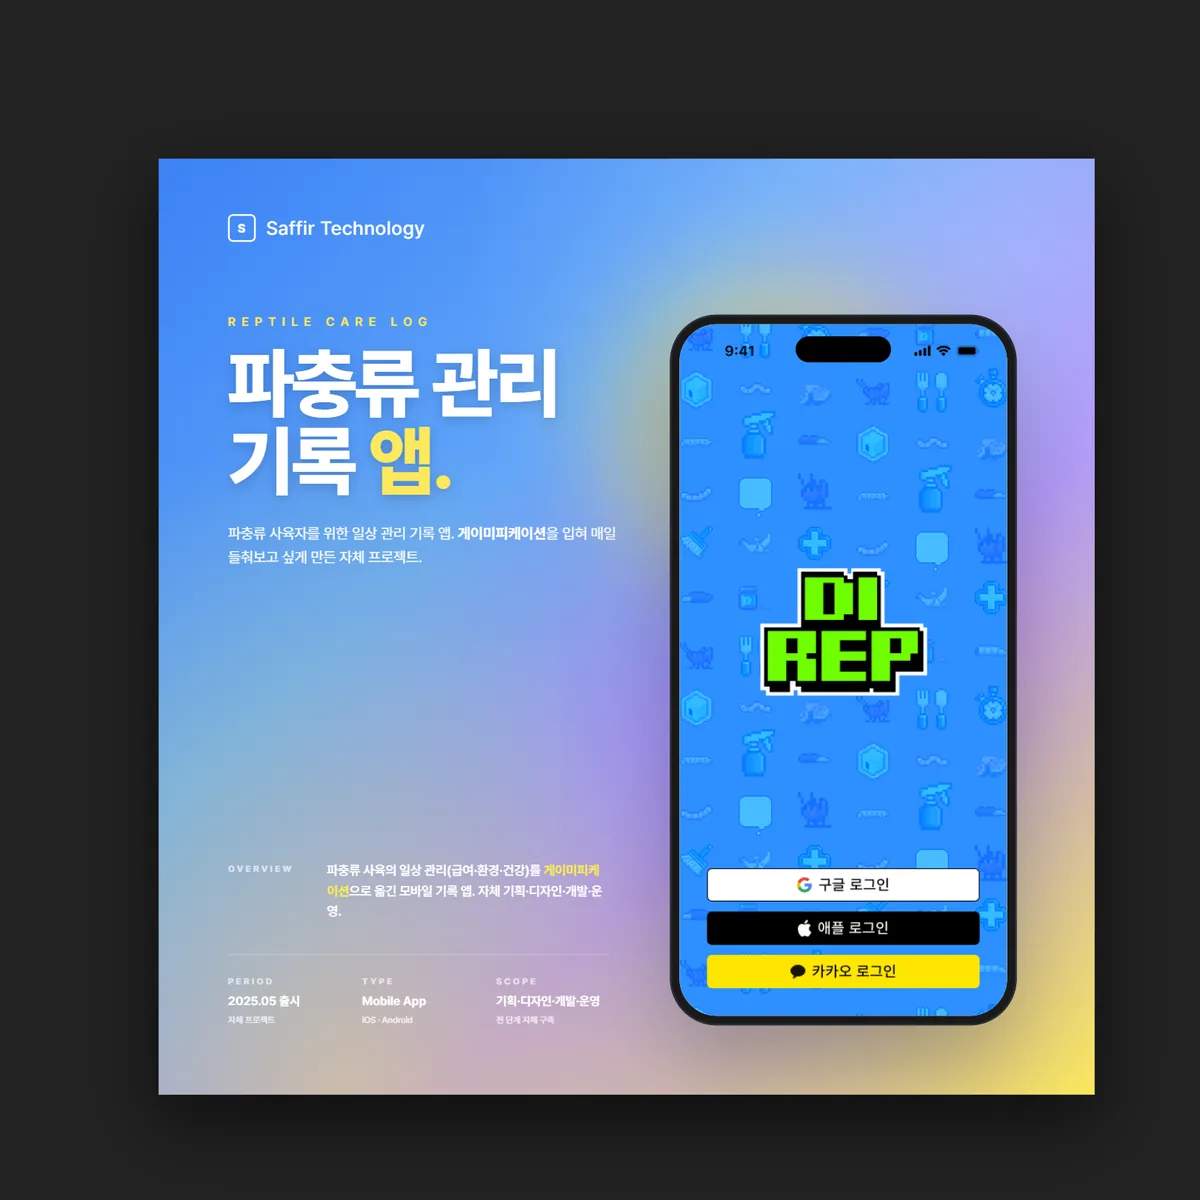 S Saffir Technology
REPTILE CARE LOG
파충류 관리
기록 앱.
파충류 사육자를 위한 일상 관리 기록 앱. 게이미피케이션을 입혀 매일
들춰보고 싶게 만든 자체 프로젝트.
OVERVIEW
파충류 사육의 일상 관리(급여·환경·건강)를 게이미피케
이션으로 옮긴 모바일 기록 앱. 자체 기획·디자인·개발·운
영.
PERIOD
2025.05 출시
자체 프로젝트
TYPE
Mobile App
iOS · Android
SCOPE
기획·디자인·개발·운영
전 단계 자체 구축
9:41
DI
REP
구글 로그인
애플 로그인
카카오 로그인